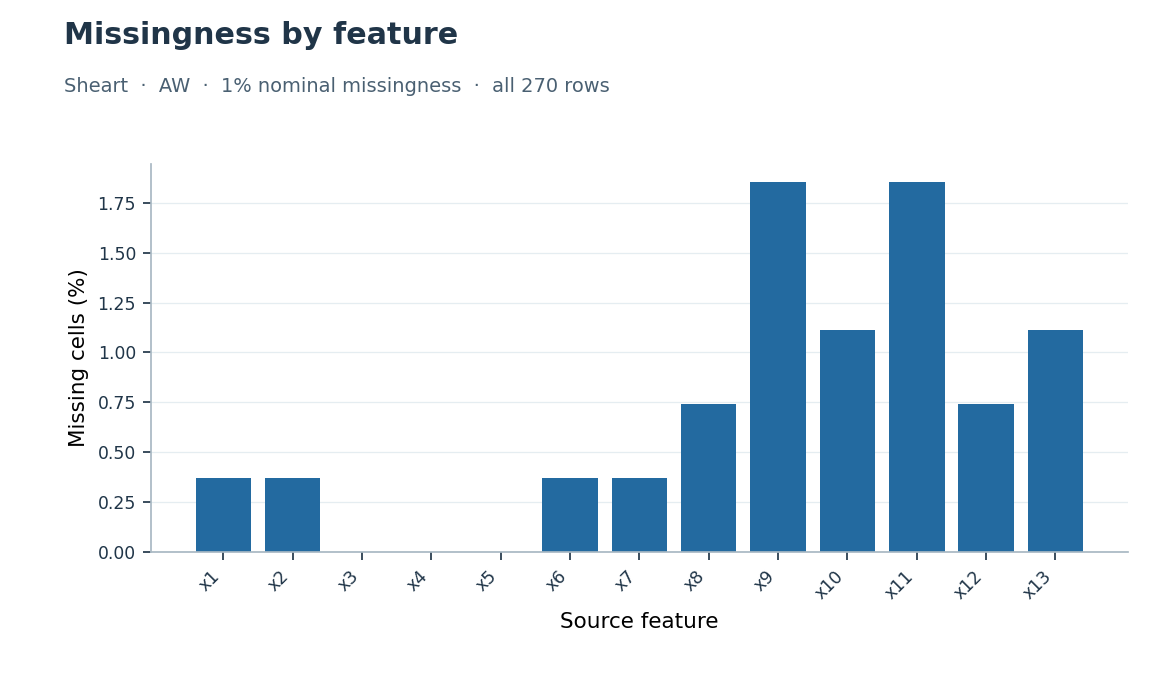 Missingness by feature
Sheart · AW · 1% nominal missingness · all 270 rows
Missing cells (%)
1.75
1.50
1.25
1.00
0.75
0.50
0.25
0.00
x1 x2 x3 x4 x5 x6 x7 x8 x9 x10 x11 x12 x13
Source feature